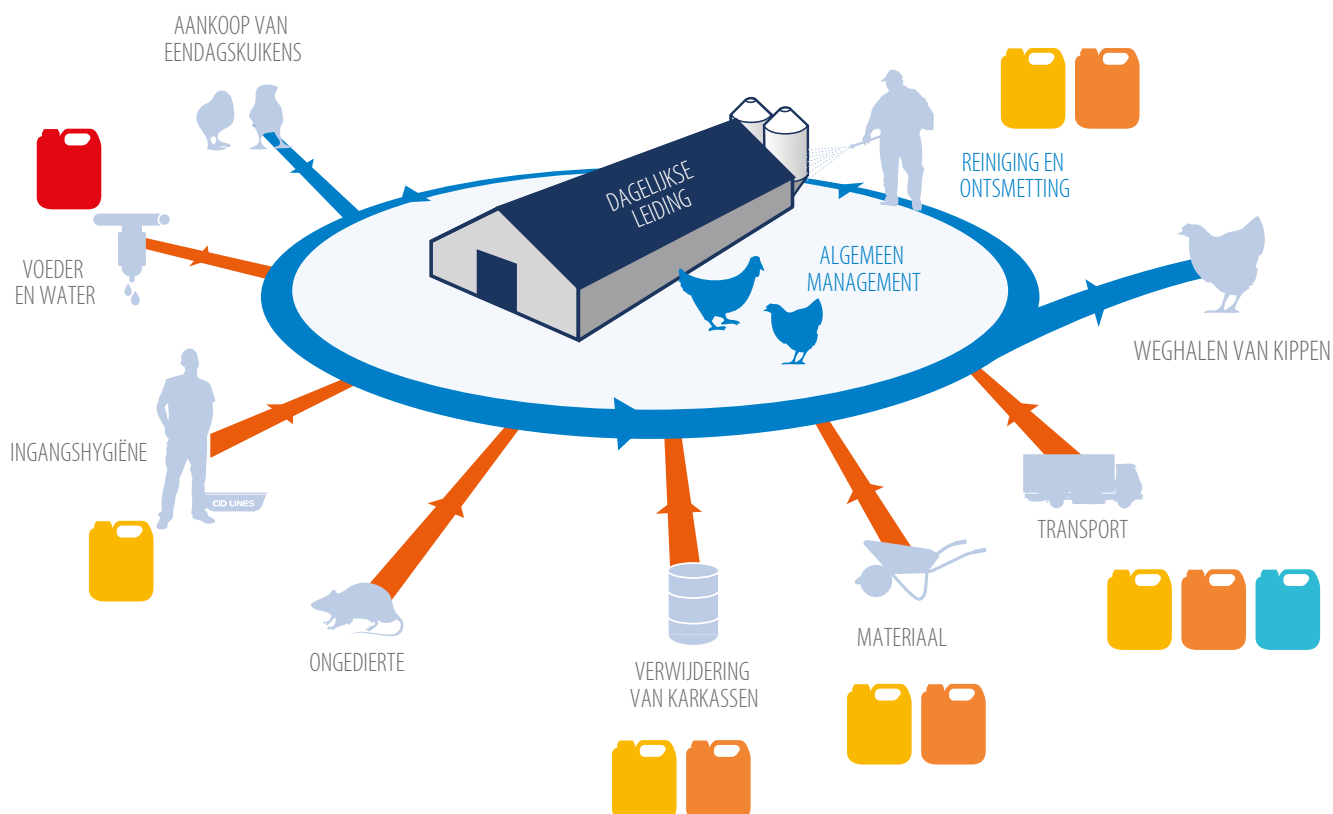 AANKOOP VAN
EENDAGSKUIKENS
REINIGING EN
ONTSMETTING
DAGELIJKSE
LEIDING
ALGEMEEN
MANAGEMENT
VOEDER
EN WATER
WEGHALEN VAN KIPPEN
INGANGSHYGIËNE
CID LINES
TRANSPORT
ONGEDIERTE
MATERIAAL
VERWIJDERING
VAN KARKASSEN